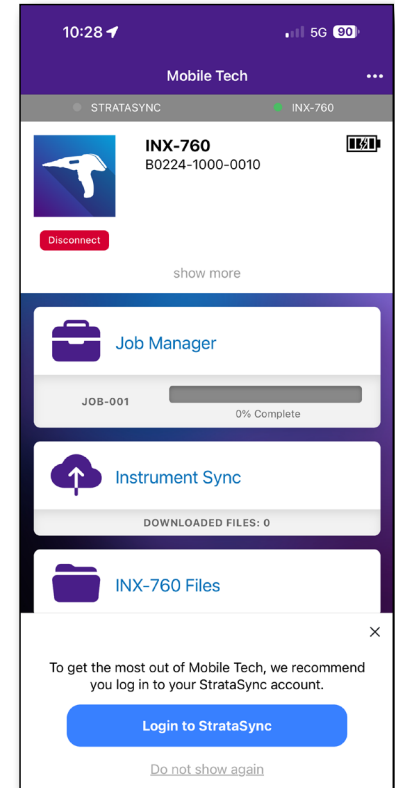 10:28
5G 90
Mobile Tech
STRATASYNC
INX-760
INX-760
B0224-1000-0010
Disconnect
show more
Job Manager
JOB-001
0% Complete
Instrument Sync
DOWNLOADED FILES: 0
INX-760 Files
To get the most out of Mobile Tech, we recommend
you log in to your StrataSync account.
Login to StrataSync
Do not show again